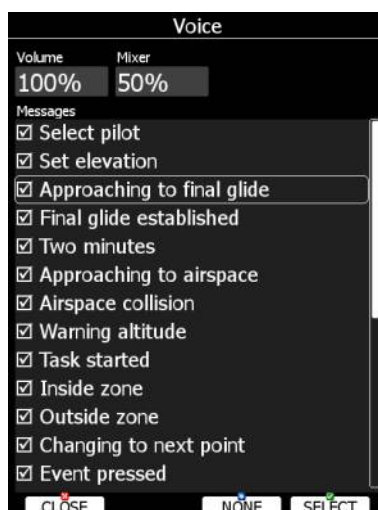 Voice
Volume Mixer
100% 50%
Messages
Select pilot
Set elevation
Approaching to final glide
Final glide established
Two minutes
Approaching to airspace
Airspace collision
Warning altitude
Task started
Inside zone
Outside zone
Changing to next point
Event pressed
CLOSE NONE SELECT